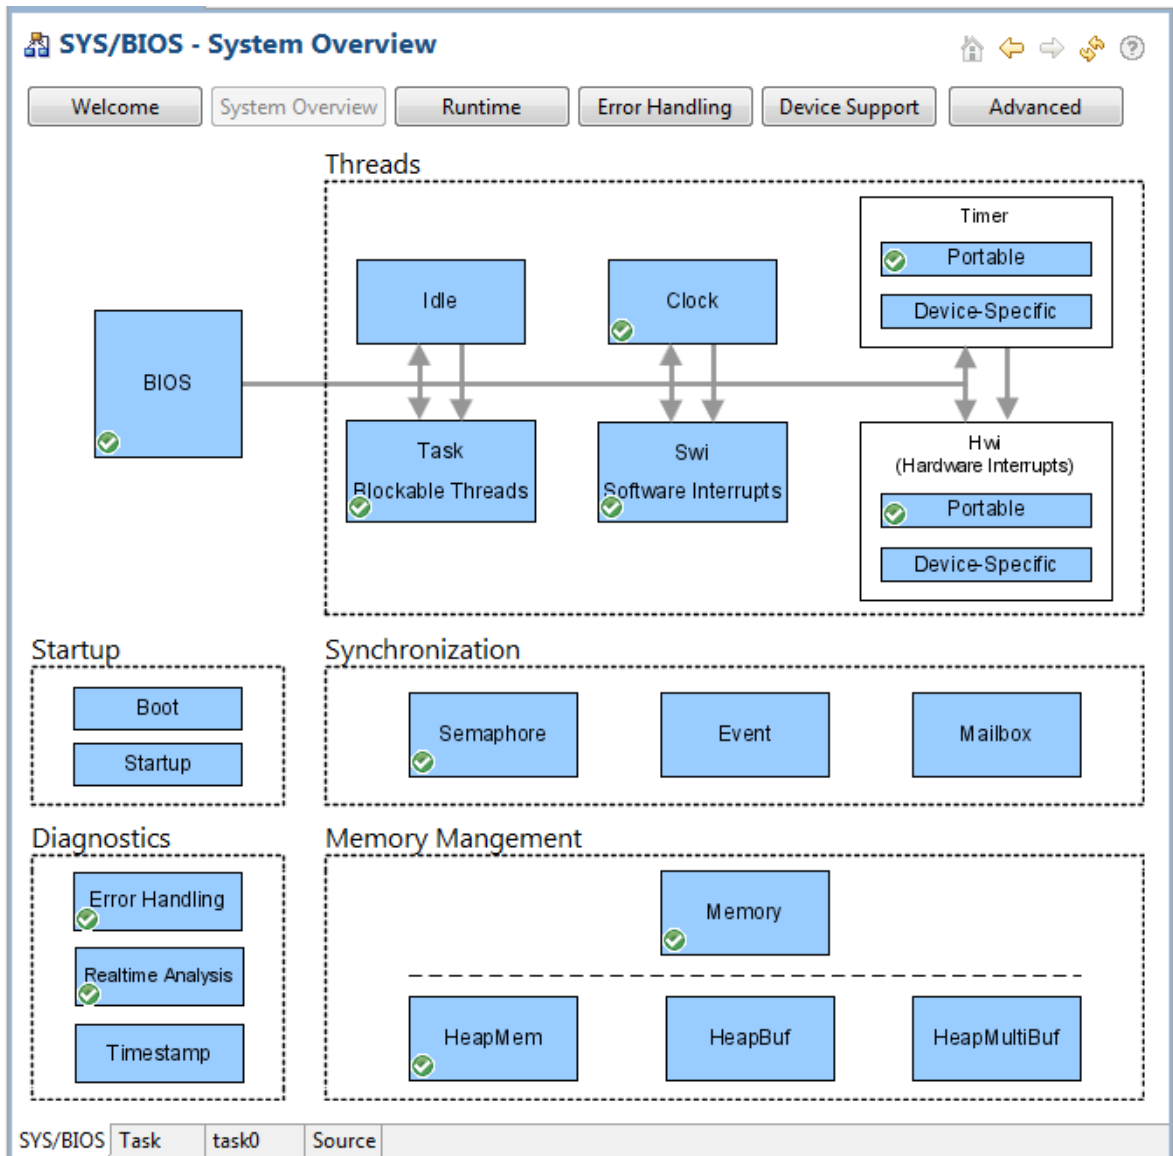 SYS/BIOS - System Overview
Welcome
System Overview
Runtime
Error Handling
Device Support
Advanced
Threads
Timer
Portable
Device-Specific
Idle
Clock
BIOS
Task
Blockable Threads
Swi
Software Interrupts
Hwi
(Hardware Interrupts)
Portable
Device-Specific
Startup
Boot
Startup
Synchronization
Semaphore
Event
Mailbox
Diagnostics
Error Handling
Realtime Analysis
Timestamp
Memory Mangement
Memory
HeapMem
HeapBuf
HeapMultiBuf
SYS/BIOS
Task
task0
Source